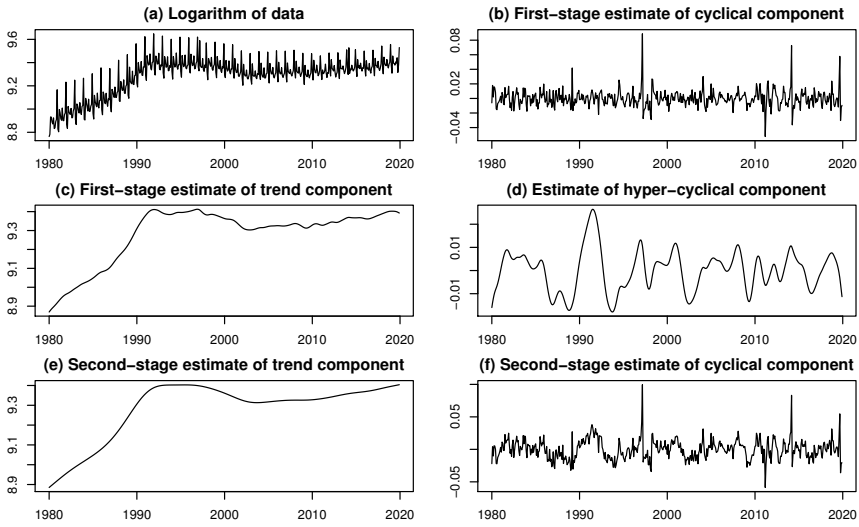 (a) Logarithm of data
9.6
9.2
8.8
1980 1990 2000 2010 2020
(b) First−stage estimate of cyclical component
0.08
0.02
−0.04
1980 1990 2000 2010 2020
(c) First−stage estimate of trend component
9.3
9.1
8.9
1980 1990 2000 2010 2020
(d) Estimate of hyper−cyclical component
0.01
−0.01
1980 1990 2000 2010 2020
(e) Second−stage estimate of trend component
9.3
9.1
8.9
1980 1990 2000 2010 2020
(f) Second−stage estimate of cyclical component
0.05
−0.05
1980 1990 2000 2010 2020